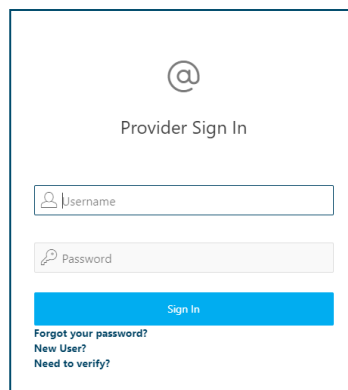 @
Provider Sign In
Username
Password
Sign In
Forgot your password?
New User?
Need to verify?